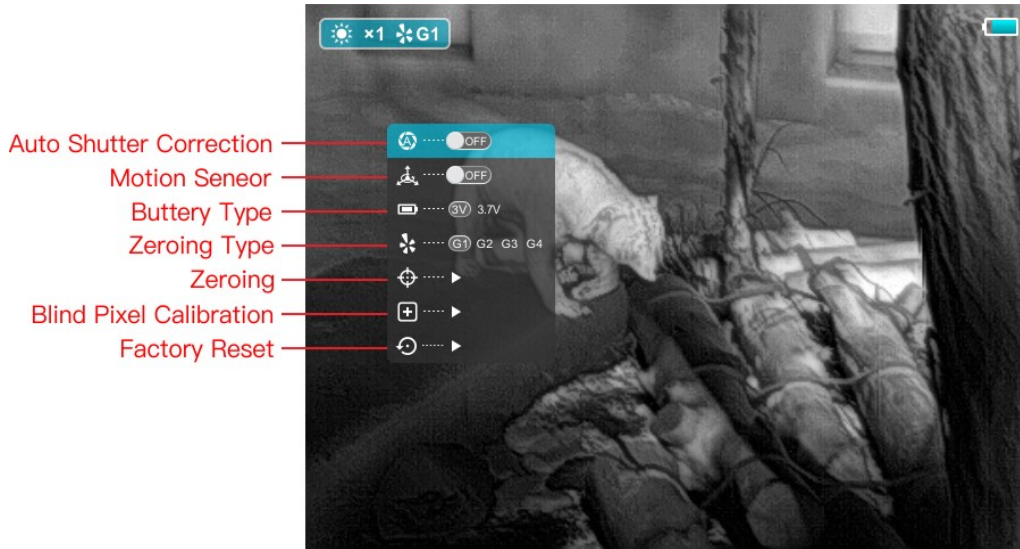 ×1 G1
Auto Shutter Correction OFF
Motion Seneor OFF
Buttery Type 3V 3.7V
Zeroing Type G1 G2 G3 G4
Zeroing
Blind Pixel Calibration
Factory Reset